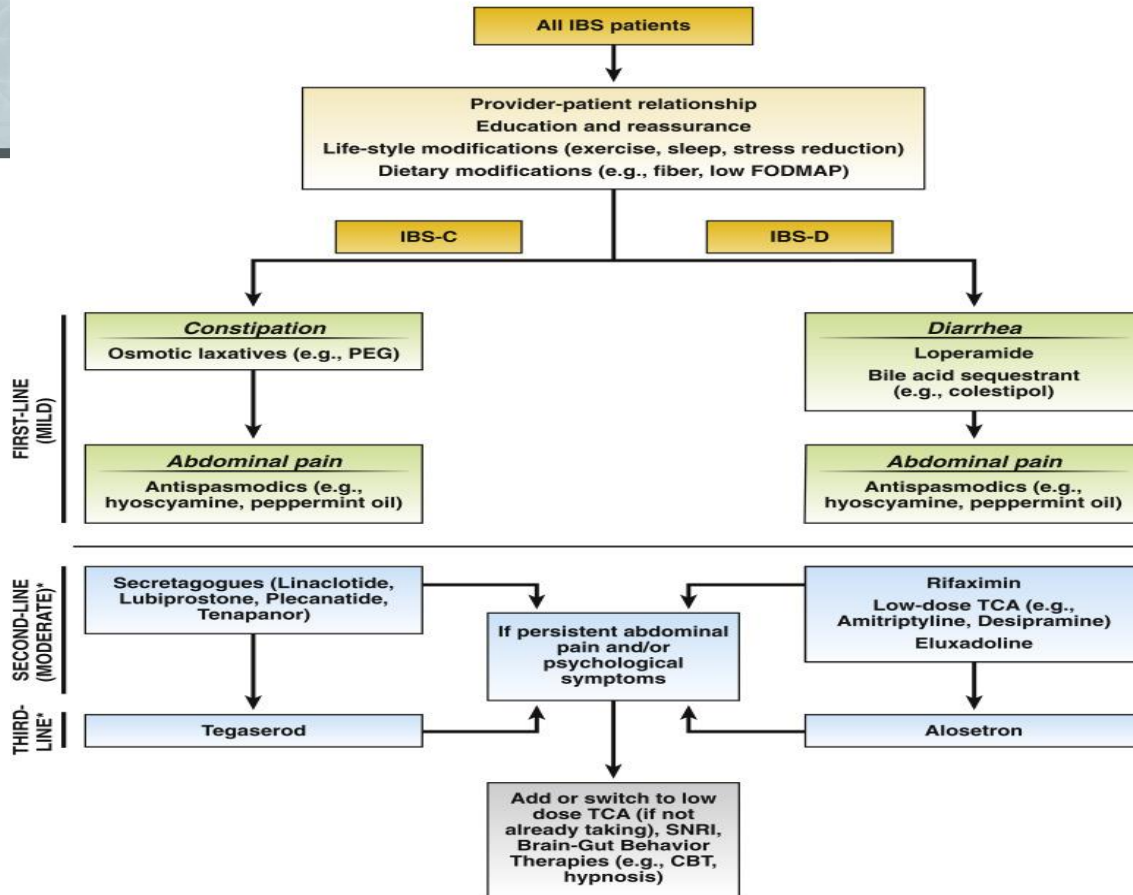 All IBS patients
Provider-patient relationship
Education and reassurance
Life-style modifications (exercise, sleep, stress reduction)
Dietary modifications (e.g., fiber, low FODMAP)
IBS-C
IBS-D
FIRST-LINE
(MILD)
Constipation
Osmotic laxatives (e.g., PEG)
Diarrhea
Loperamide
Bile acid sequestrant
(e.g., colestipol)
Abdominal pain
Antispasmodics (e.g.,
hyoscyamine, peppermint oil)
Abdominal pain
Antispasmodics (e.g.,
hyoscyamine, peppermint oil)
SECOND-LINE
(MODERATE)*
Secretagogues (Linaclotide,
Lubiprostone, Plecanatide,
Tenapanor)
If persistent abdominal
pain and/or
psychological
symptoms
Rifaximin
Low-dose TCA (e.g.,
Amitriptyline, Desipramine)
Eluxadoline
THIRD-
LINE*
Tegaserod
Alosetron
Add or switch to low
dose TCA (if not
already taking), SNRI,
Brain-Gut Behavior
Therapies (e.g., CBT,
hypnosis)